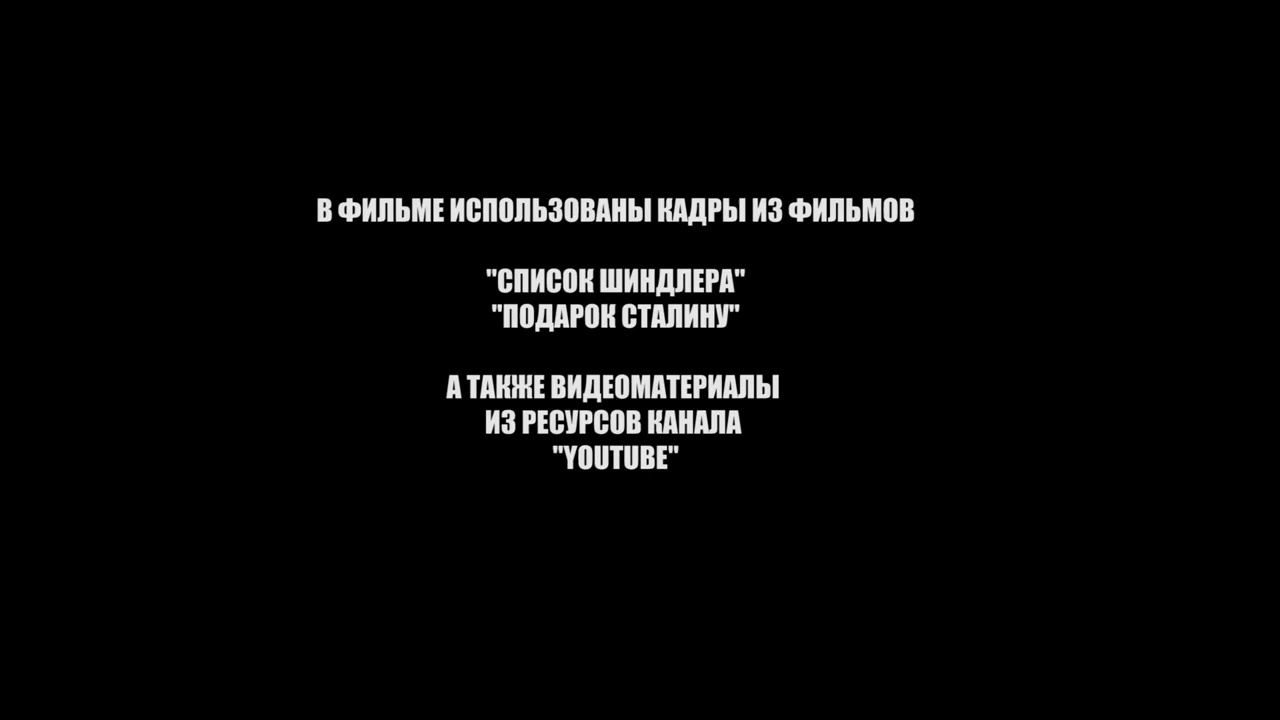 В ФИЛЬМЕ ИСПОЛЬЗОВАНЫ КАДРЫ ИЗ ФИЛЬМОВ
"СПИСОК ШИНДЛЕРА"
"ПОДАРОК СТАЛИНУ"
А ТАКЖЕ ВИДЕОМАТЕРИАЛЫ
ИЗ РЕСУРСОВ КАНАЛА
"YOUTUBE"